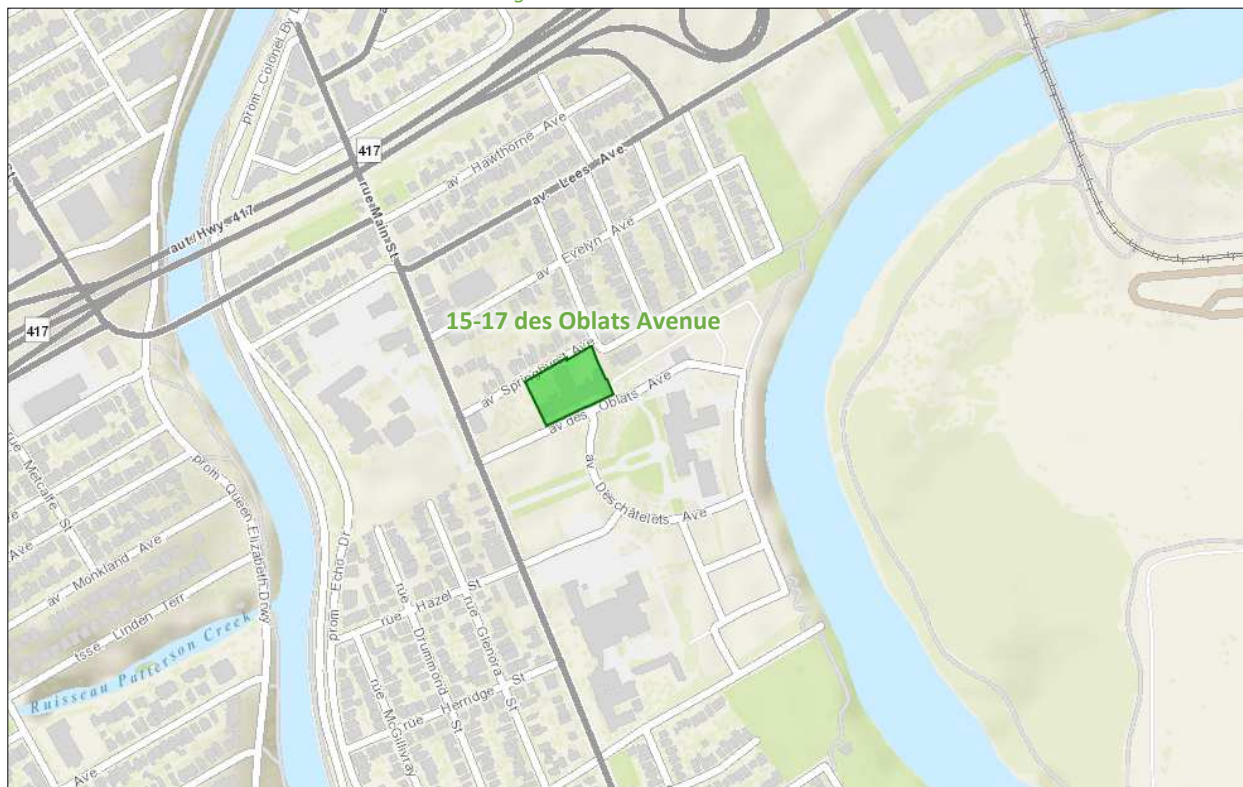 prom Colonel By
417
rue Main St
av Hawthorne Ave
av. Lees Ave
aut. Hwy. 417
417
av Evelyn Ave
15-17 des Oblats Avenue
av Springhurst Ave
av des Oblats Ave
av Deschâtelets Ave
rue Metcalfe St
av Monkland Ave
tsse Linden Terr
Ruisseau Patterson Creek
prom Queen Elizabeth Drwy
prom Echo Dr
rue Hazel St
rue Drummond St
rue Glenora St
rue Herridge St
rue McGillivray
Ave
Ave